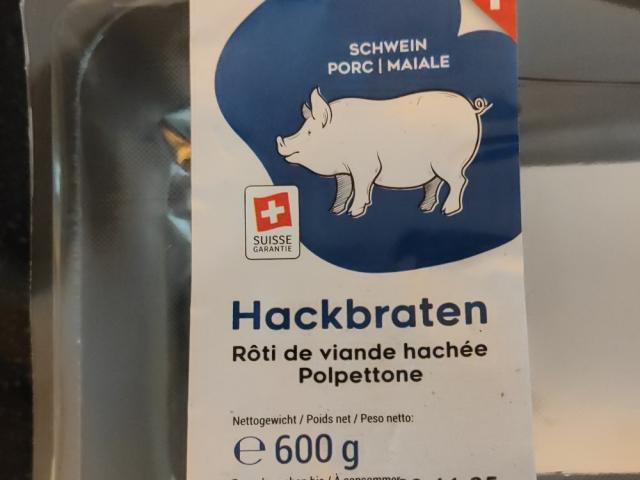 SCHWEIN
PORC | MAIALE
SUISSE
GARANTIE
Hackbraten
Rôti de viande hachée
Polpettone
Nettogewicht / Poids net / Peso netto:
℮ 600 g